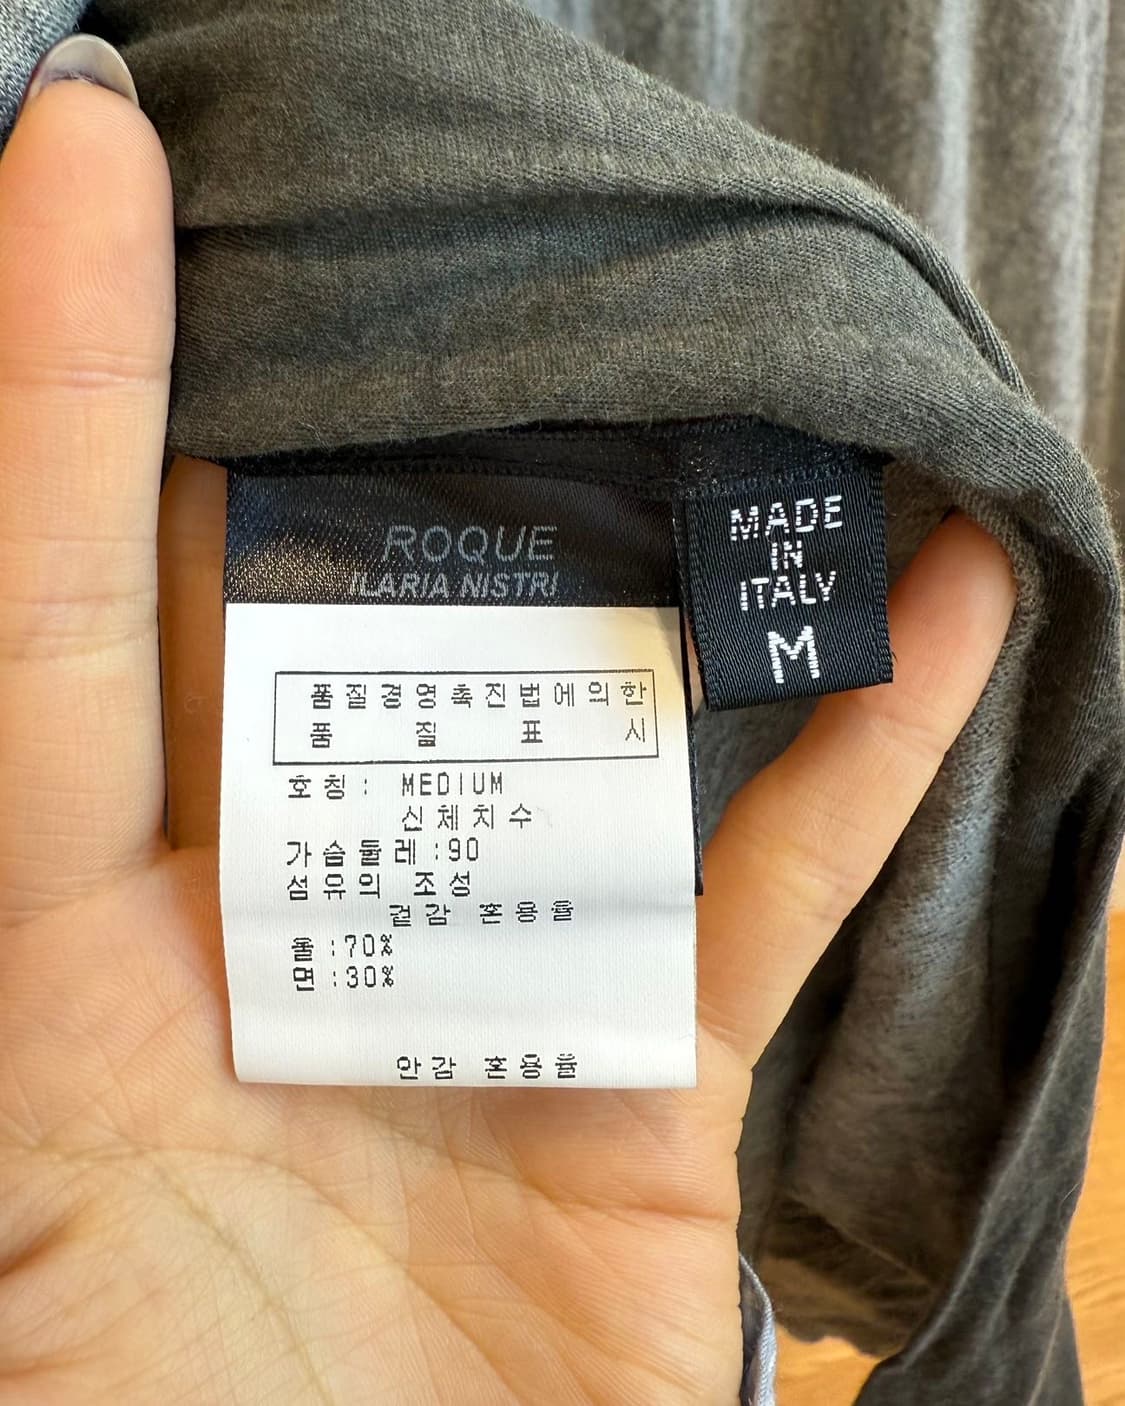 ROQUE
ILARIA NISTRI
MADE
IN
ITALY
M
품질경영촉진법에의한
품 질 표 시
호칭: MEDIUM
신체치수
가슴둘레:90
섬유의 조성
겉감 혼용율
울:70%
면:30%
안감 혼용율